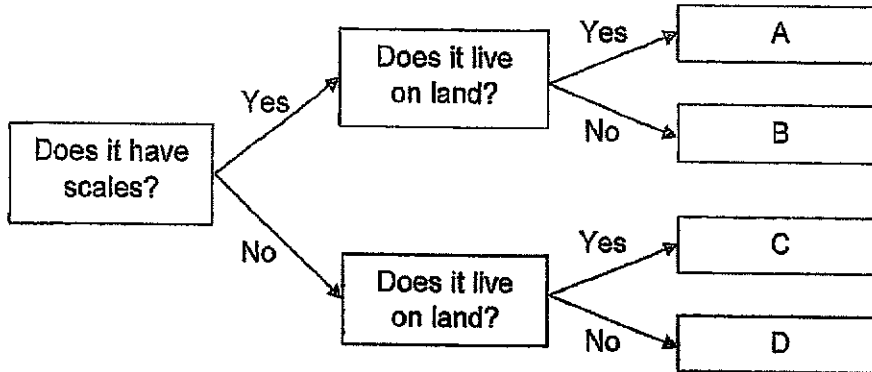 Does it have
scales?
Yes
No
Does it live
on land?
Yes
No
A
B
Does it live
on land?
Yes
No
C
D